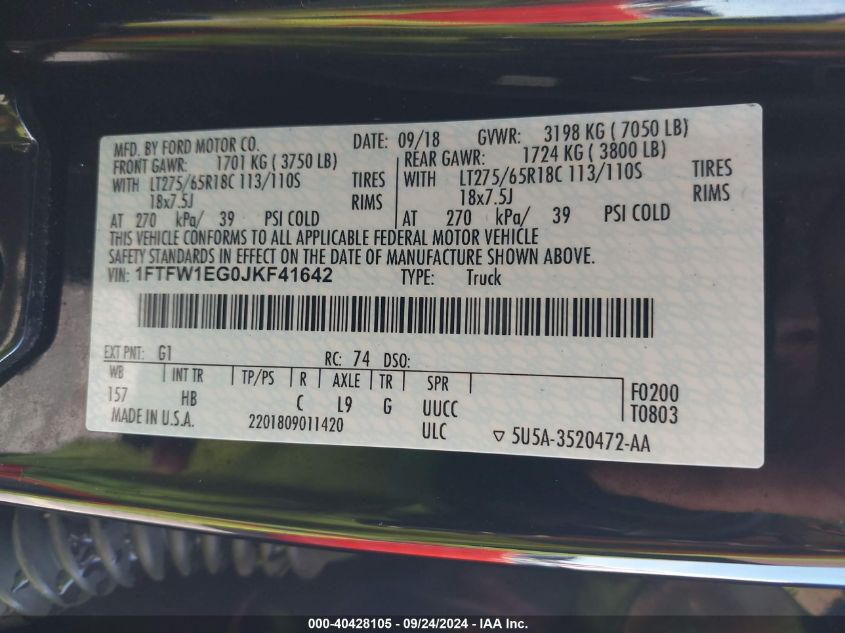 MFD. BY FORD MOTOR CO. DATE: 09/18 GVWR: 3198 KG ( 7050 LB)
FRONT GAWR: 1701 KG ( 3750 LB) REAR GAWR: 1724 KG ( 3800 LB)
WITH LT275/65R18C 113/110S TIRES WITH LT275/65R18C 113/110S TIRES
18x7.5J RIMS 18x7.5J RIMS
AT 270 kPa/ 39 PSI COLD AT 270 kPa/ 39 PSI COLD
THIS VEHICLE CONFORMS TO ALL APPLICABLE FEDERAL MOTOR VEHICLE
SAFETY STANDARDS IN EFFECT ON THE DATE OF MANUFACTURE SHOWN ABOVE.
VIN: 1FTFW1EG0JKF41642 TYPE: Truck
EXT PNT: G1 RC: 74 DSO:
WB INT TR TP/PS R AXLE TR SPR F0200
157 HB C L9 G UUCC T0803
MADE IN U.S.A. 2201809011420 ULC ▽ 5U5A-3520472-AA
000-40428105 - 09/24/2024 - IAA Inc.